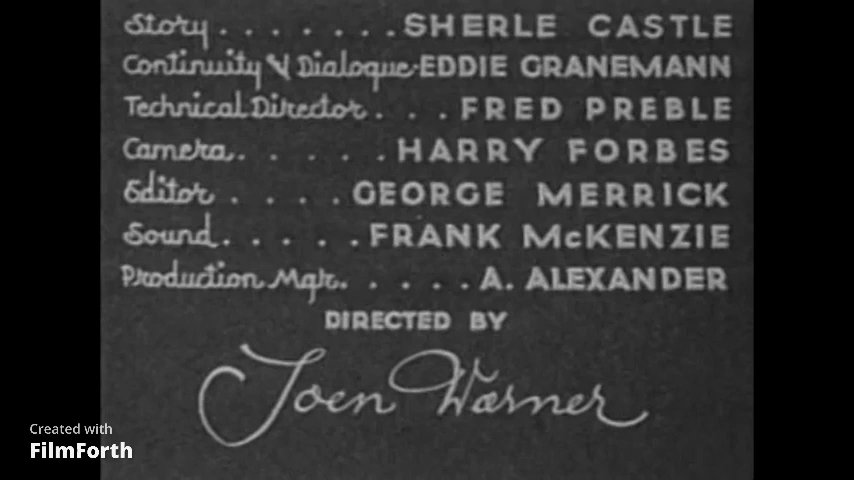 Story . . . . . . . SHERLE CASTLE
Continuity & Dialogue . EDDIE GRANEMANN
Technical Director . . . FRED PREBLE
Camera . . . . . HARRY FORBES
Editor . . . . GEORGE MERRICK
Sound . . . . . FRANK McKENZIE
Production Mgr. . . . . . A. ALEXANDER
DIRECTED BY
Joen Warner
Created with
FilmForth